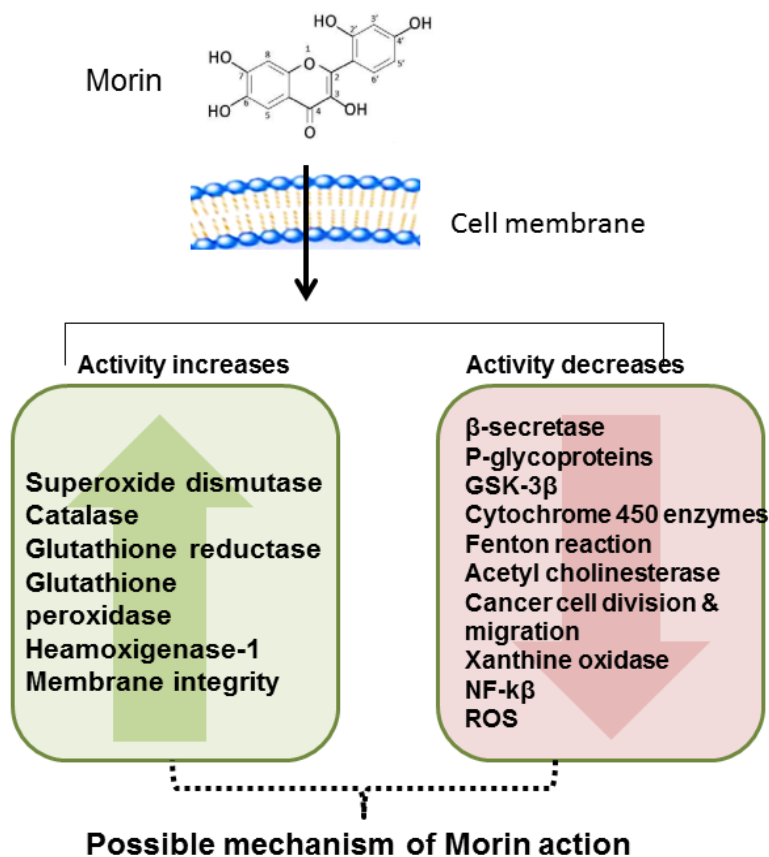 Morin
HO
2'
3'
4'
OH
5'
6'
HO
8
1
O
7
2
HO
6
5
4
3
OH
O
Cell membrane
Activity increases
Superoxide dismutase
Catalase
Glutathione reductase
Glutathione
peroxidase
Heamoxigenase-1
Membrane integrity
Activity decreases
β-secretase
P-glycoproteins
GSK-3β
Cytochrome 450 enzymes
Fenton reaction
Acetyl cholinesterase
Cancer cell division &
migration
Xanthine oxidase
NF-kβ
ROS
Possible mechanism of Morin action